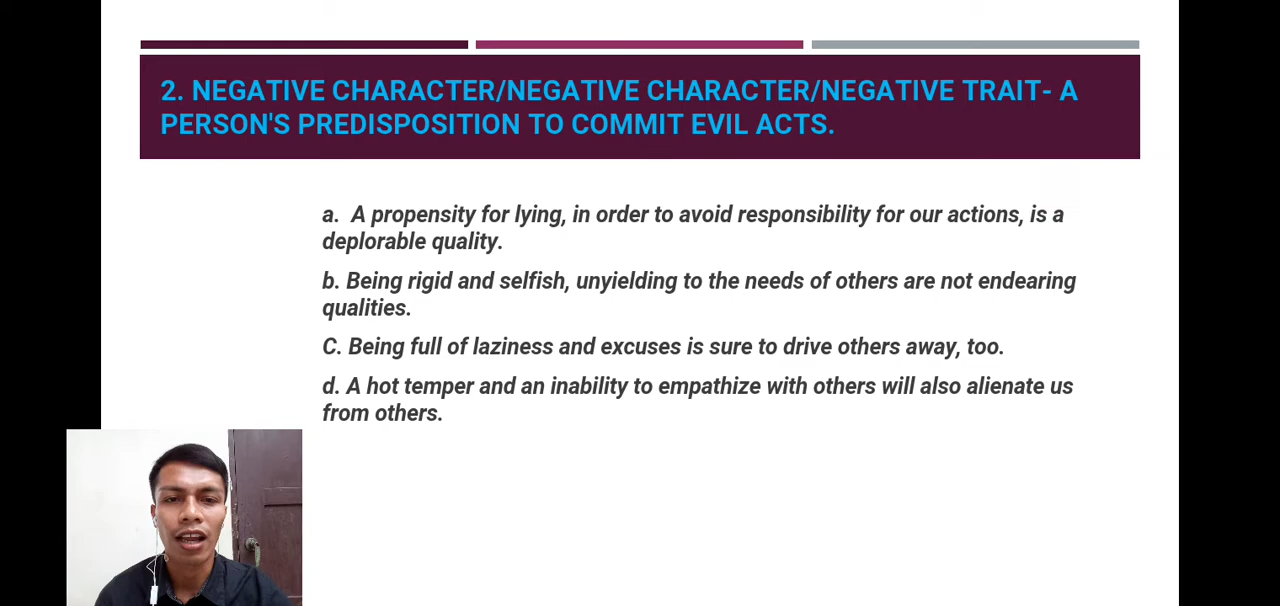 2. NEGATIVE CHARACTER/NEGATIVE CHARACTER/NEGATIVE TRAIT- A
PERSON'S PREDISPOSITION TO COMMIT EVIL ACTS.
a.  A propensity for lying, in order to avoid responsibility for our actions, is a
deplorable quality.
b. Being rigid and selfish, unyielding to the needs of others are not endearing
qualities.
C. Being full of laziness and excuses is sure to drive others away, too.
d. A hot temper and an inability to empathize with others will also alienate us
from others.